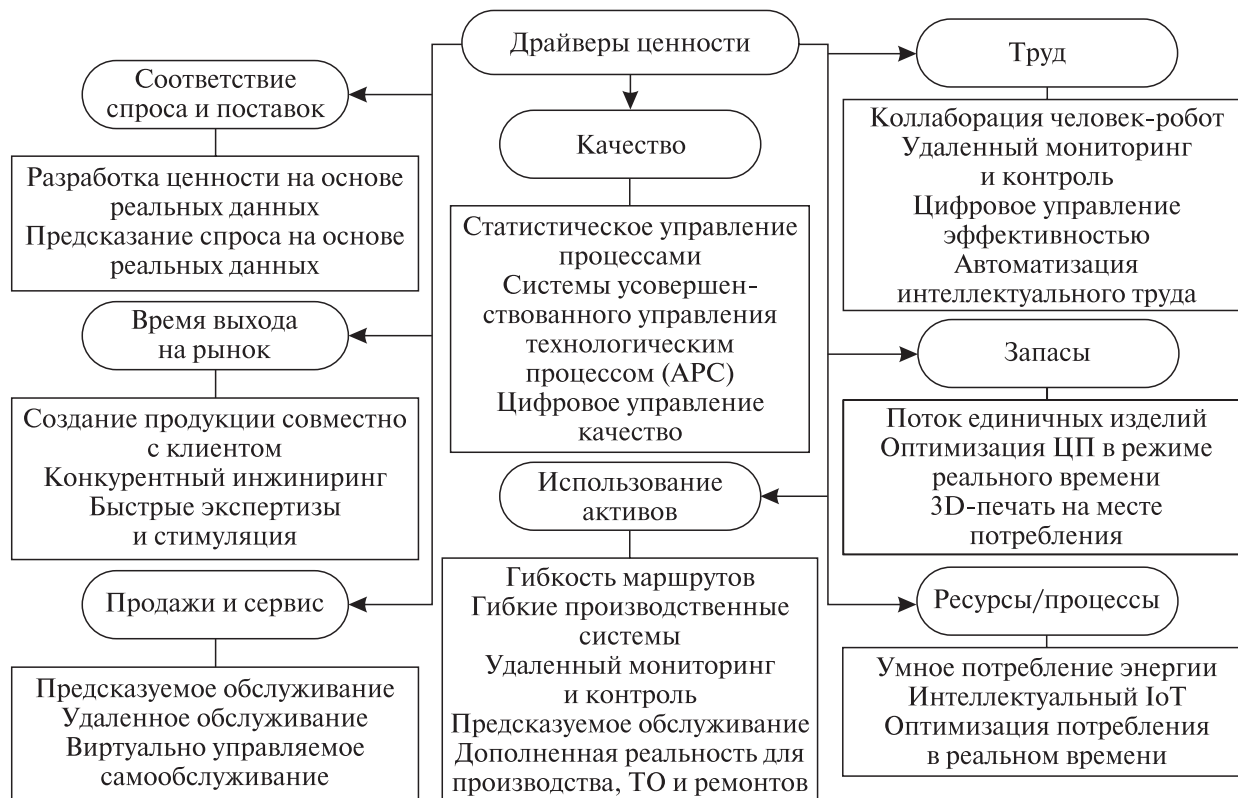 Драйверы ценности
Соответствие
спроса и поставок
Разработка ценности на основе
реальных данных
Предсказание спроса на основе
реальных данных
Время выхода
на рынок
Создание продукции совместно
с клиентом
Конкурентный инжиниринг
Быстрые экспертизы
и стимуляция
Продажи и сервис
Предсказуемое обслуживание
Удаленное обслуживание
Виртуально управляемое
самообслуживание
Качество
Статистическое управление
процессами
Системы усовершен-
ствованного управления
технологическим
процессом (APC)
Цифровое управление
качество
Использование
активов
Гибкость маршрутов
Гибкие производственные
системы
Удаленный мониторинг
и контроль
Предсказуемое обслуживание
Дополненная реальность для
производства, ТО и ремонтов
Труд
Коллаборация человек-робот
Удаленный мониторинг
и контроль
Цифровое управление
эффективностью
Автоматизация
интеллектуального труда
Запасы
Поток единичных изделий
Оптимизация ЦП в режиме
реального времени
3D-печать на месте
потребления
Ресурсы/процессы
Умное потребление энергии
Интеллектуальный IoT
Оптимизация потребления
в реальном времени